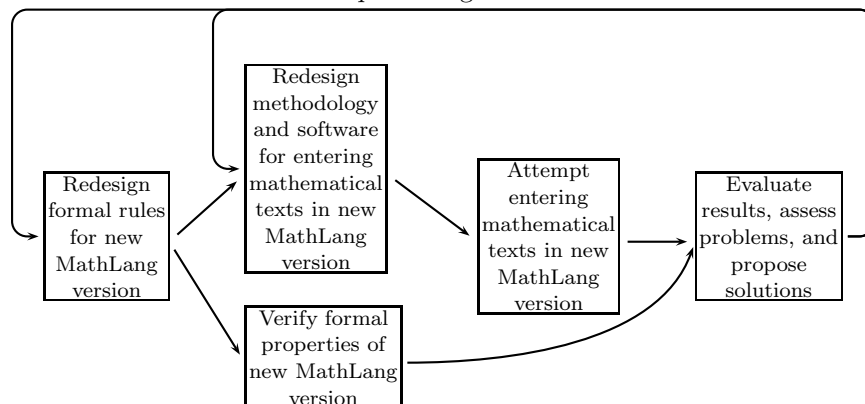 Redesign
methodology
and software
for entering
mathematical
texts in new
MathLang
version
Redesign
formal rules
for new
MathLang
version
Attempt
entering
mathematical
texts in new
MathLang
version
Evaluate
results, assess
problems, and
propose
solutions
Verify formal
properties of
new MathLang
version